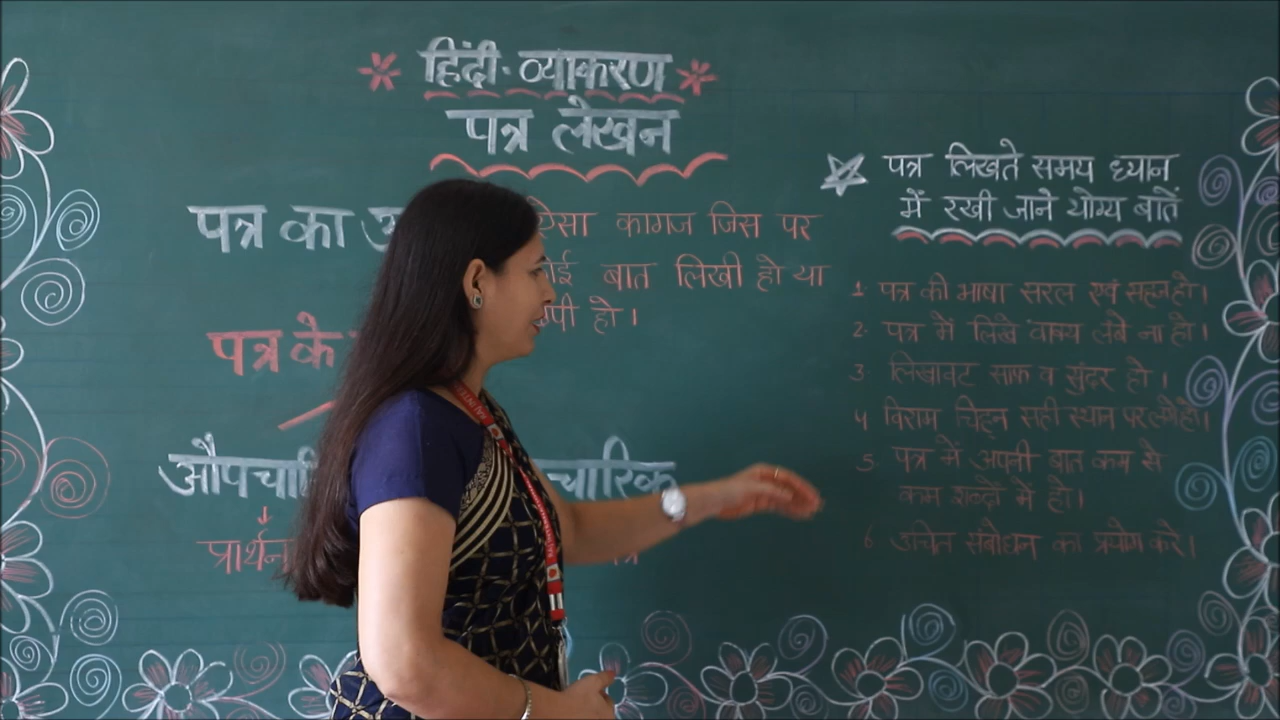 हिंदी-व्याकरण
पत्र लेखन
पत्र का
ऐसा कागज जिस पर
बात लिखी हो या
हो।
पत्र के
औपचारि
चारिक
प्रार्थन
पत्र लिखते समय ध्यान
में रखी जाने योग्य बातें
1 पत्र की भाषा सरल एवं सहज हो।
2. पत्र में लिखे वाक्य लंबे ना हो।
3. लिखावट साफ व सुंदर हो।
4 विराम चिह्न सही स्थान पर लगे हो।
5. पत्र में अपनी बात कम से
कम शब्दों में हो।
6 उचित संबोधन का प्रयोग करे।